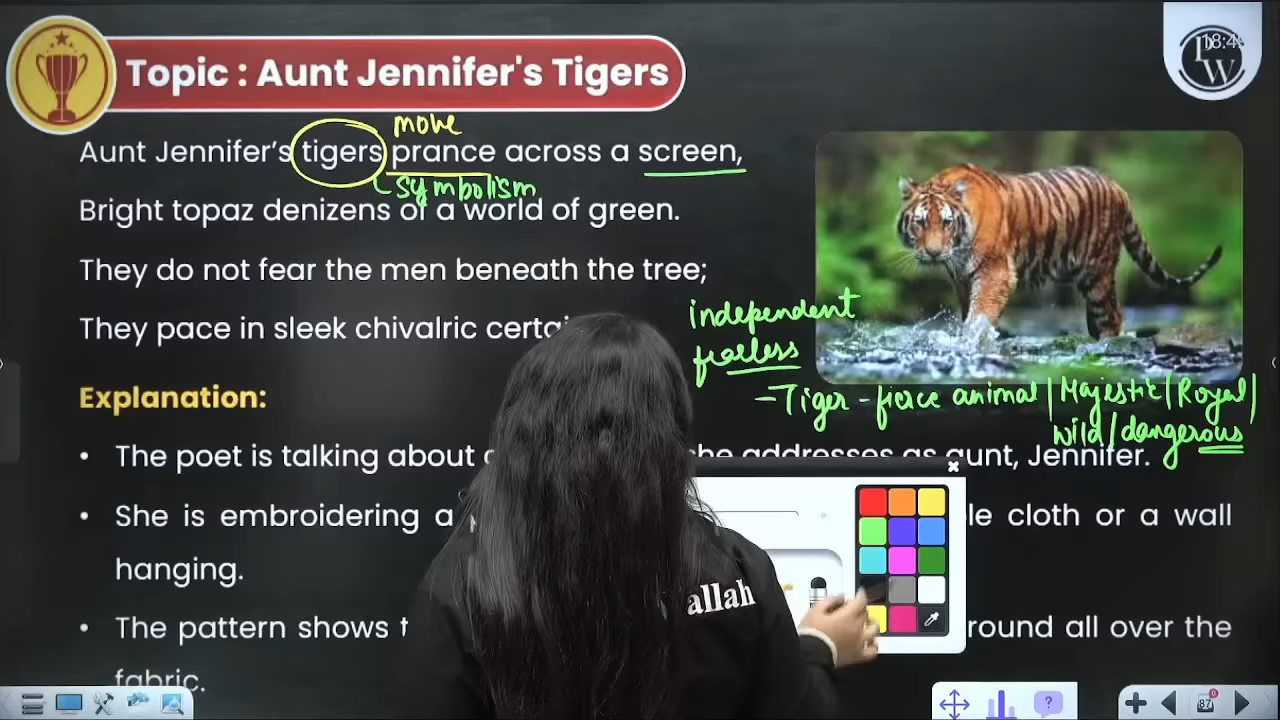 Topic : Aunt Jennifer's Tigers
18:4
W
move
Aunt Jennifer's tigers prance across a screen,
symbolism
Bright topaz denizens of a world of green.
They do not fear the men beneath the tree;
They pace in sleek chivalric
independent
fearless
- Tiger - fierce animal | Majestic | Royal |
wild / dangerous
Explanation:
• The poet is talking about she addresses as aunt, Jennifer.
• She is embroidering a cloth or a wall
hanging.
allah
• The pattern shows all over the
fabric.
87